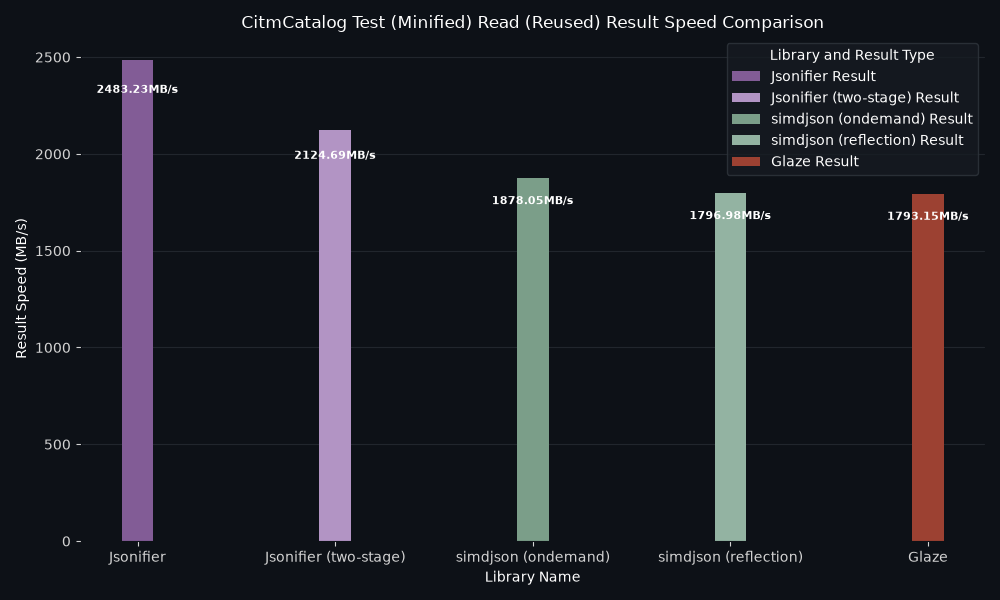 CitmCatalog Test (Minified) Read (Reused) Result Speed Comparison
Library and Result Type
Jsonifier Result
Jsonifier (two-stage) Result
simdjson (ondemand) Result
simdjson (reflection) Result
Glaze Result
Result Speed (MB/s)
2500
2000
1500
1000
500
0
2483.23MB/s
2124.69MB/s
1878.05MB/s
1796.98MB/s
1793.15MB/s
Jsonifier
Jsonifier (two-stage)
simdjson (ondemand)
simdjson (reflection)
Glaze
Library Name